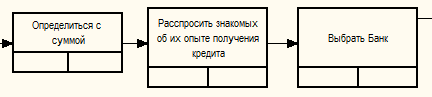 Определиться с
суммой
Расспросить знакомых
об их опыте получения
кредита
Выбрать Банк